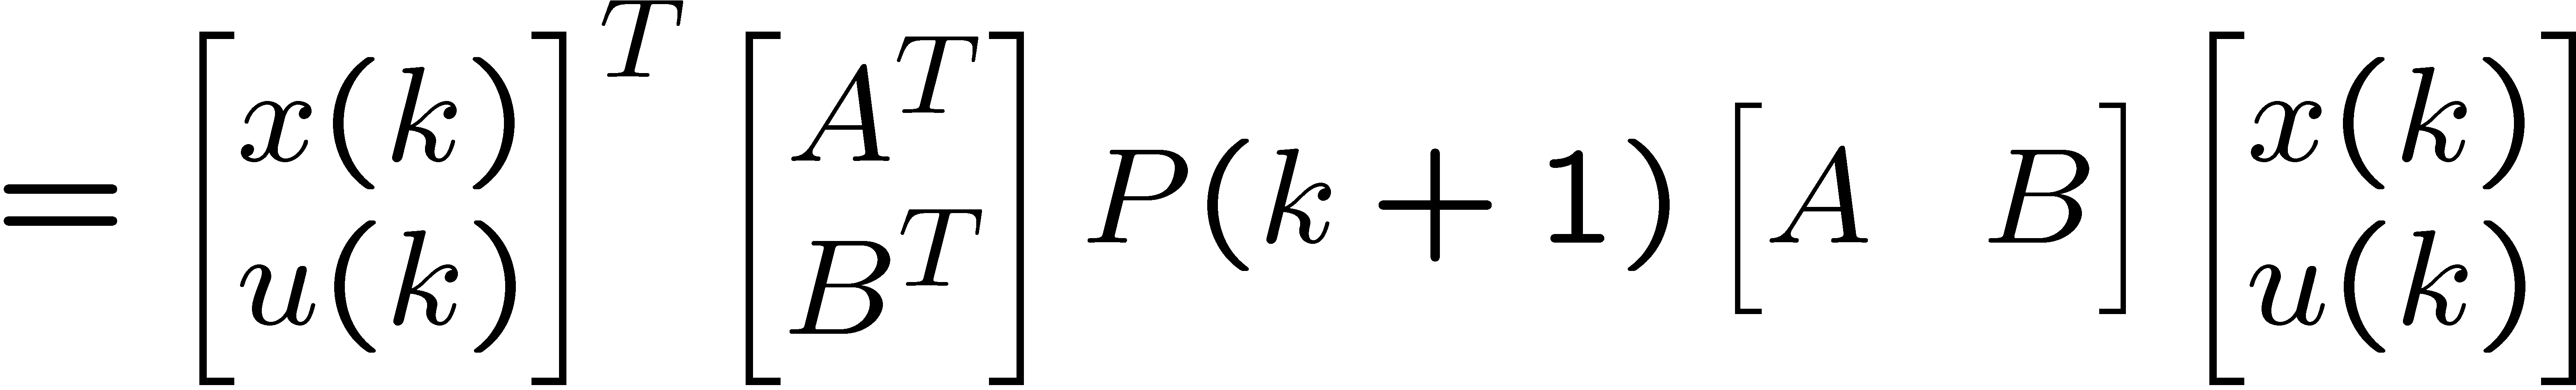 = [x(k) u(k)]^T [A^T B^T] P(k + 1) [A B] [x(k) u(k)]